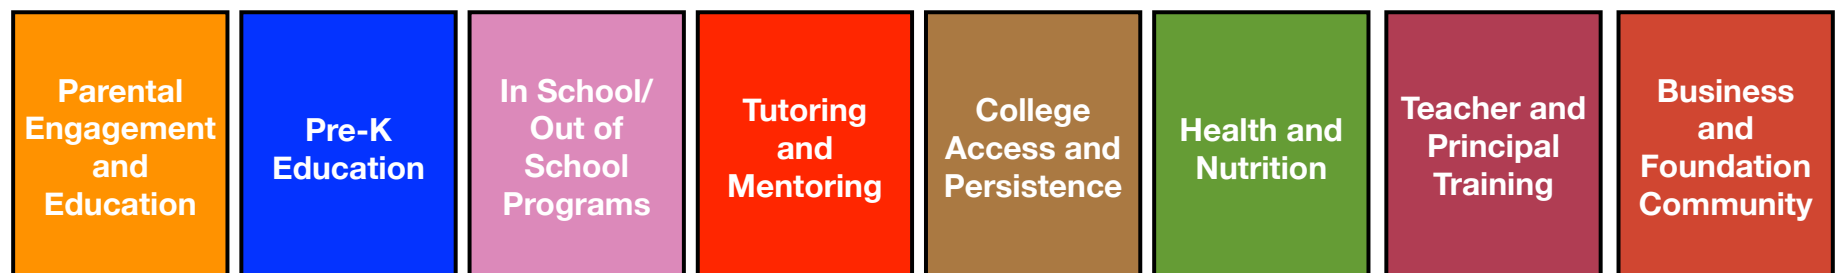 Parental
Engagement
and
Education
Pre-K
Education
In School/
Out of
School
Programs
Tutoring
and
Mentoring
College
Access and
Persistence
Health and
Nutrition
Teacher and
Principal
Training
Business
and
Foundation
Community